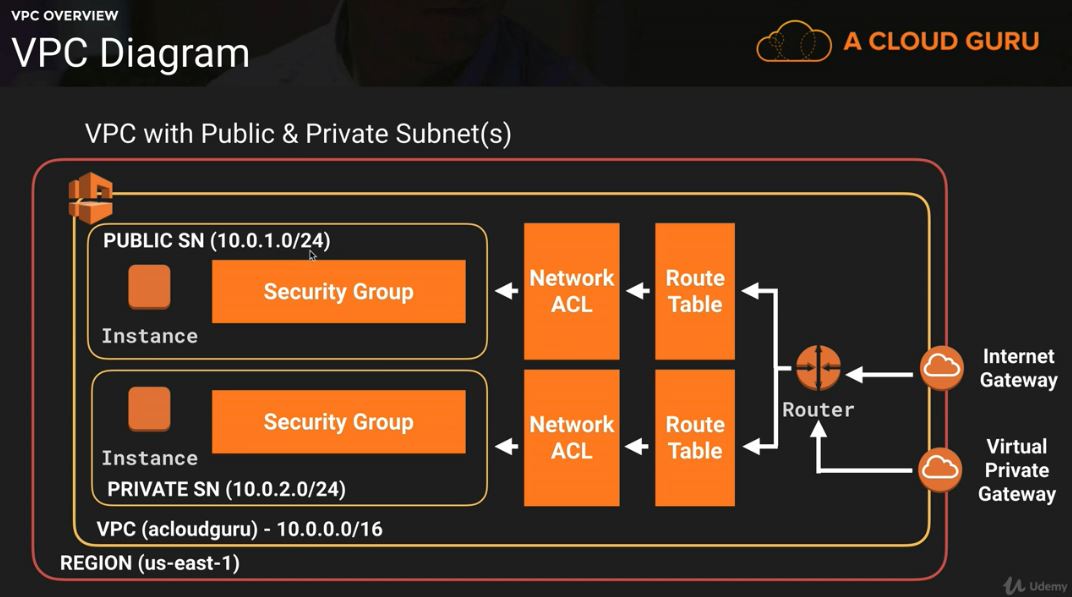 VPC OVERVIEW
VPC Diagram
A CLOUD GURU
VPC with Public & Private Subnet(s)
PUBLIC SN (10.0.1.0/24)
Security Group
Instance
Network
ACL
Route
Table
Internet
Gateway
Router
Security Group
Instance
PRIVATE SN (10.0.2.0/24)
Network
ACL
Route
Table
Virtual
Private
Gateway
VPC (acloudguru) - 10.0.0.0/16
REGION (us-east-1)
Udemy